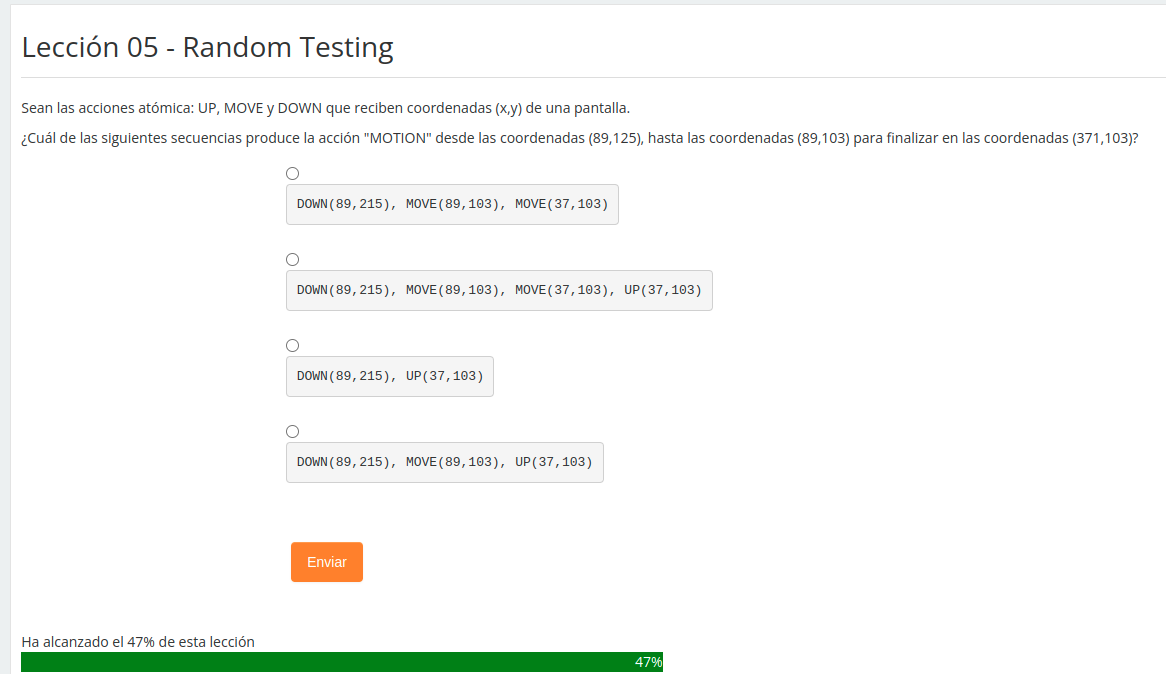 Lección 05 - Random Testing
Sean las acciones atómica: UP, MOVE y DOWN que reciben coordenadas (x,y) de una pantalla.
¿Cuál de las siguientes secuencias produce la acción "MOTION" desde las coordenadas (89,125), hasta las coordenadas (89,103) para finalizar en las coordenadas (371,103)?
DOWN(89,215), MOVE(89,103), MOVE(37,103)
DOWN(89,215), MOVE(89,103), MOVE(37,103), UP(37,103)
DOWN(89,215), UP(37,103)
DOWN(89,215), MOVE(89,103), UP(37,103)
Enviar
Ha alcanzado el 47% de esta lección
47%